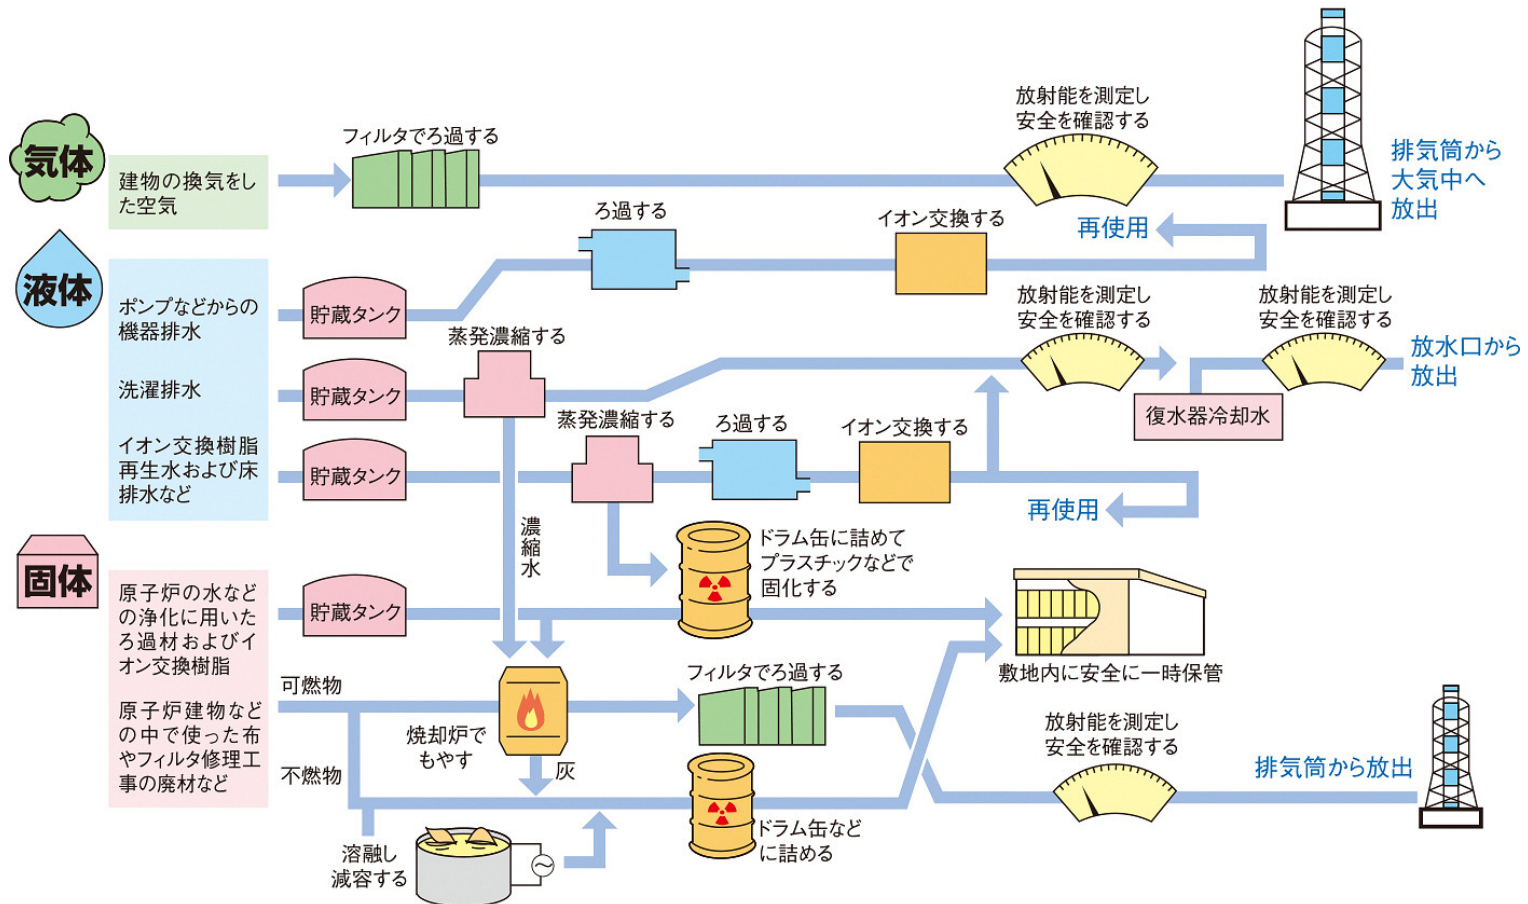 気体
建物の換気をし
た空気
フィルタでろ過する
放射能を測定し
安全を確認する
排気筒から
大気中へ
放出
液体
ポンプなどからの
機器排水
貯蔵タンク
ろ過する
イオン交換する
再使用
洗濯排水
貯蔵タンク
蒸発濃縮する
放射能を測定し
安全を確認する
復水器冷却水
放射能を測定し
安全を確認する
放水口から
放出
イオン交換樹脂
再生水および床
排水など
貯蔵タンク
蒸発濃縮する
ろ過する
イオン交換する
再使用
濃縮水
ドラム缶に詰めて
プラスチックなどで
固化する
固体
原子炉の水など
の浄化に用いた
ろ過材およびイ
オン交換樹脂
貯蔵タンク
敷地内に安全に一時保管
原子炉建物など
の中で使った布
やフィルタ修理工
事の廃材など
可燃物
不燃物
焼却炉で
もやす
灰
フィルタでろ過する
放射能を測定し
安全を確認する
排気筒から放出
溶融し
減容する
ドラム缶など
に詰める